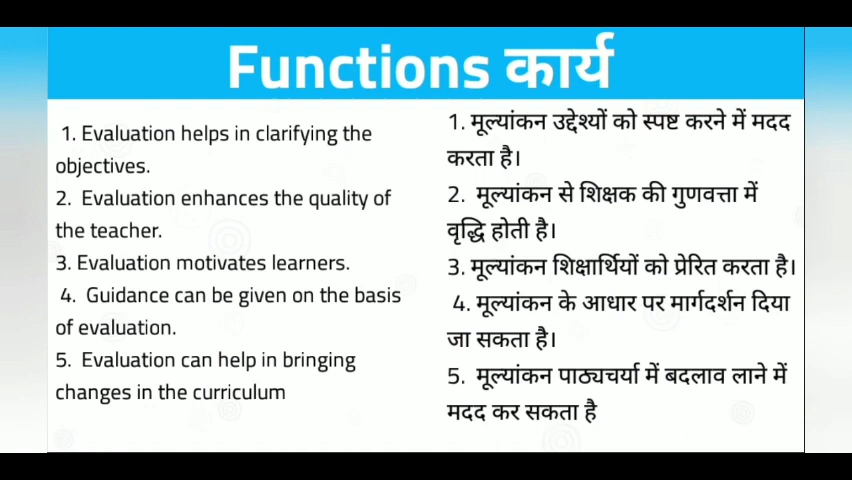 Functions कार्य
1. Evaluation helps in clarifying the
objectives.
2. Evaluation enhances the quality of
the teacher.
3. Evaluation motivates learners.
4. Guidance can be given on the basis
of evaluation.
5. Evaluation can help in bringing
changes in the curriculum
1. मूल्यांकन उद्देश्यों को स्पष्ट करने में मदद
करता है।
2. मूल्यांकन से शिक्षक की गुणवत्ता में
वृद्धि होती है।
3. मूल्यांकन शिक्षार्थियों को प्रेरित करता है।
4. मूल्यांकन के आधार पर मार्गदर्शन दिया
जा सकता है।
5. मूल्यांकन पाठ्यचर्या में बदलाव लाने में
मदद कर सकता है